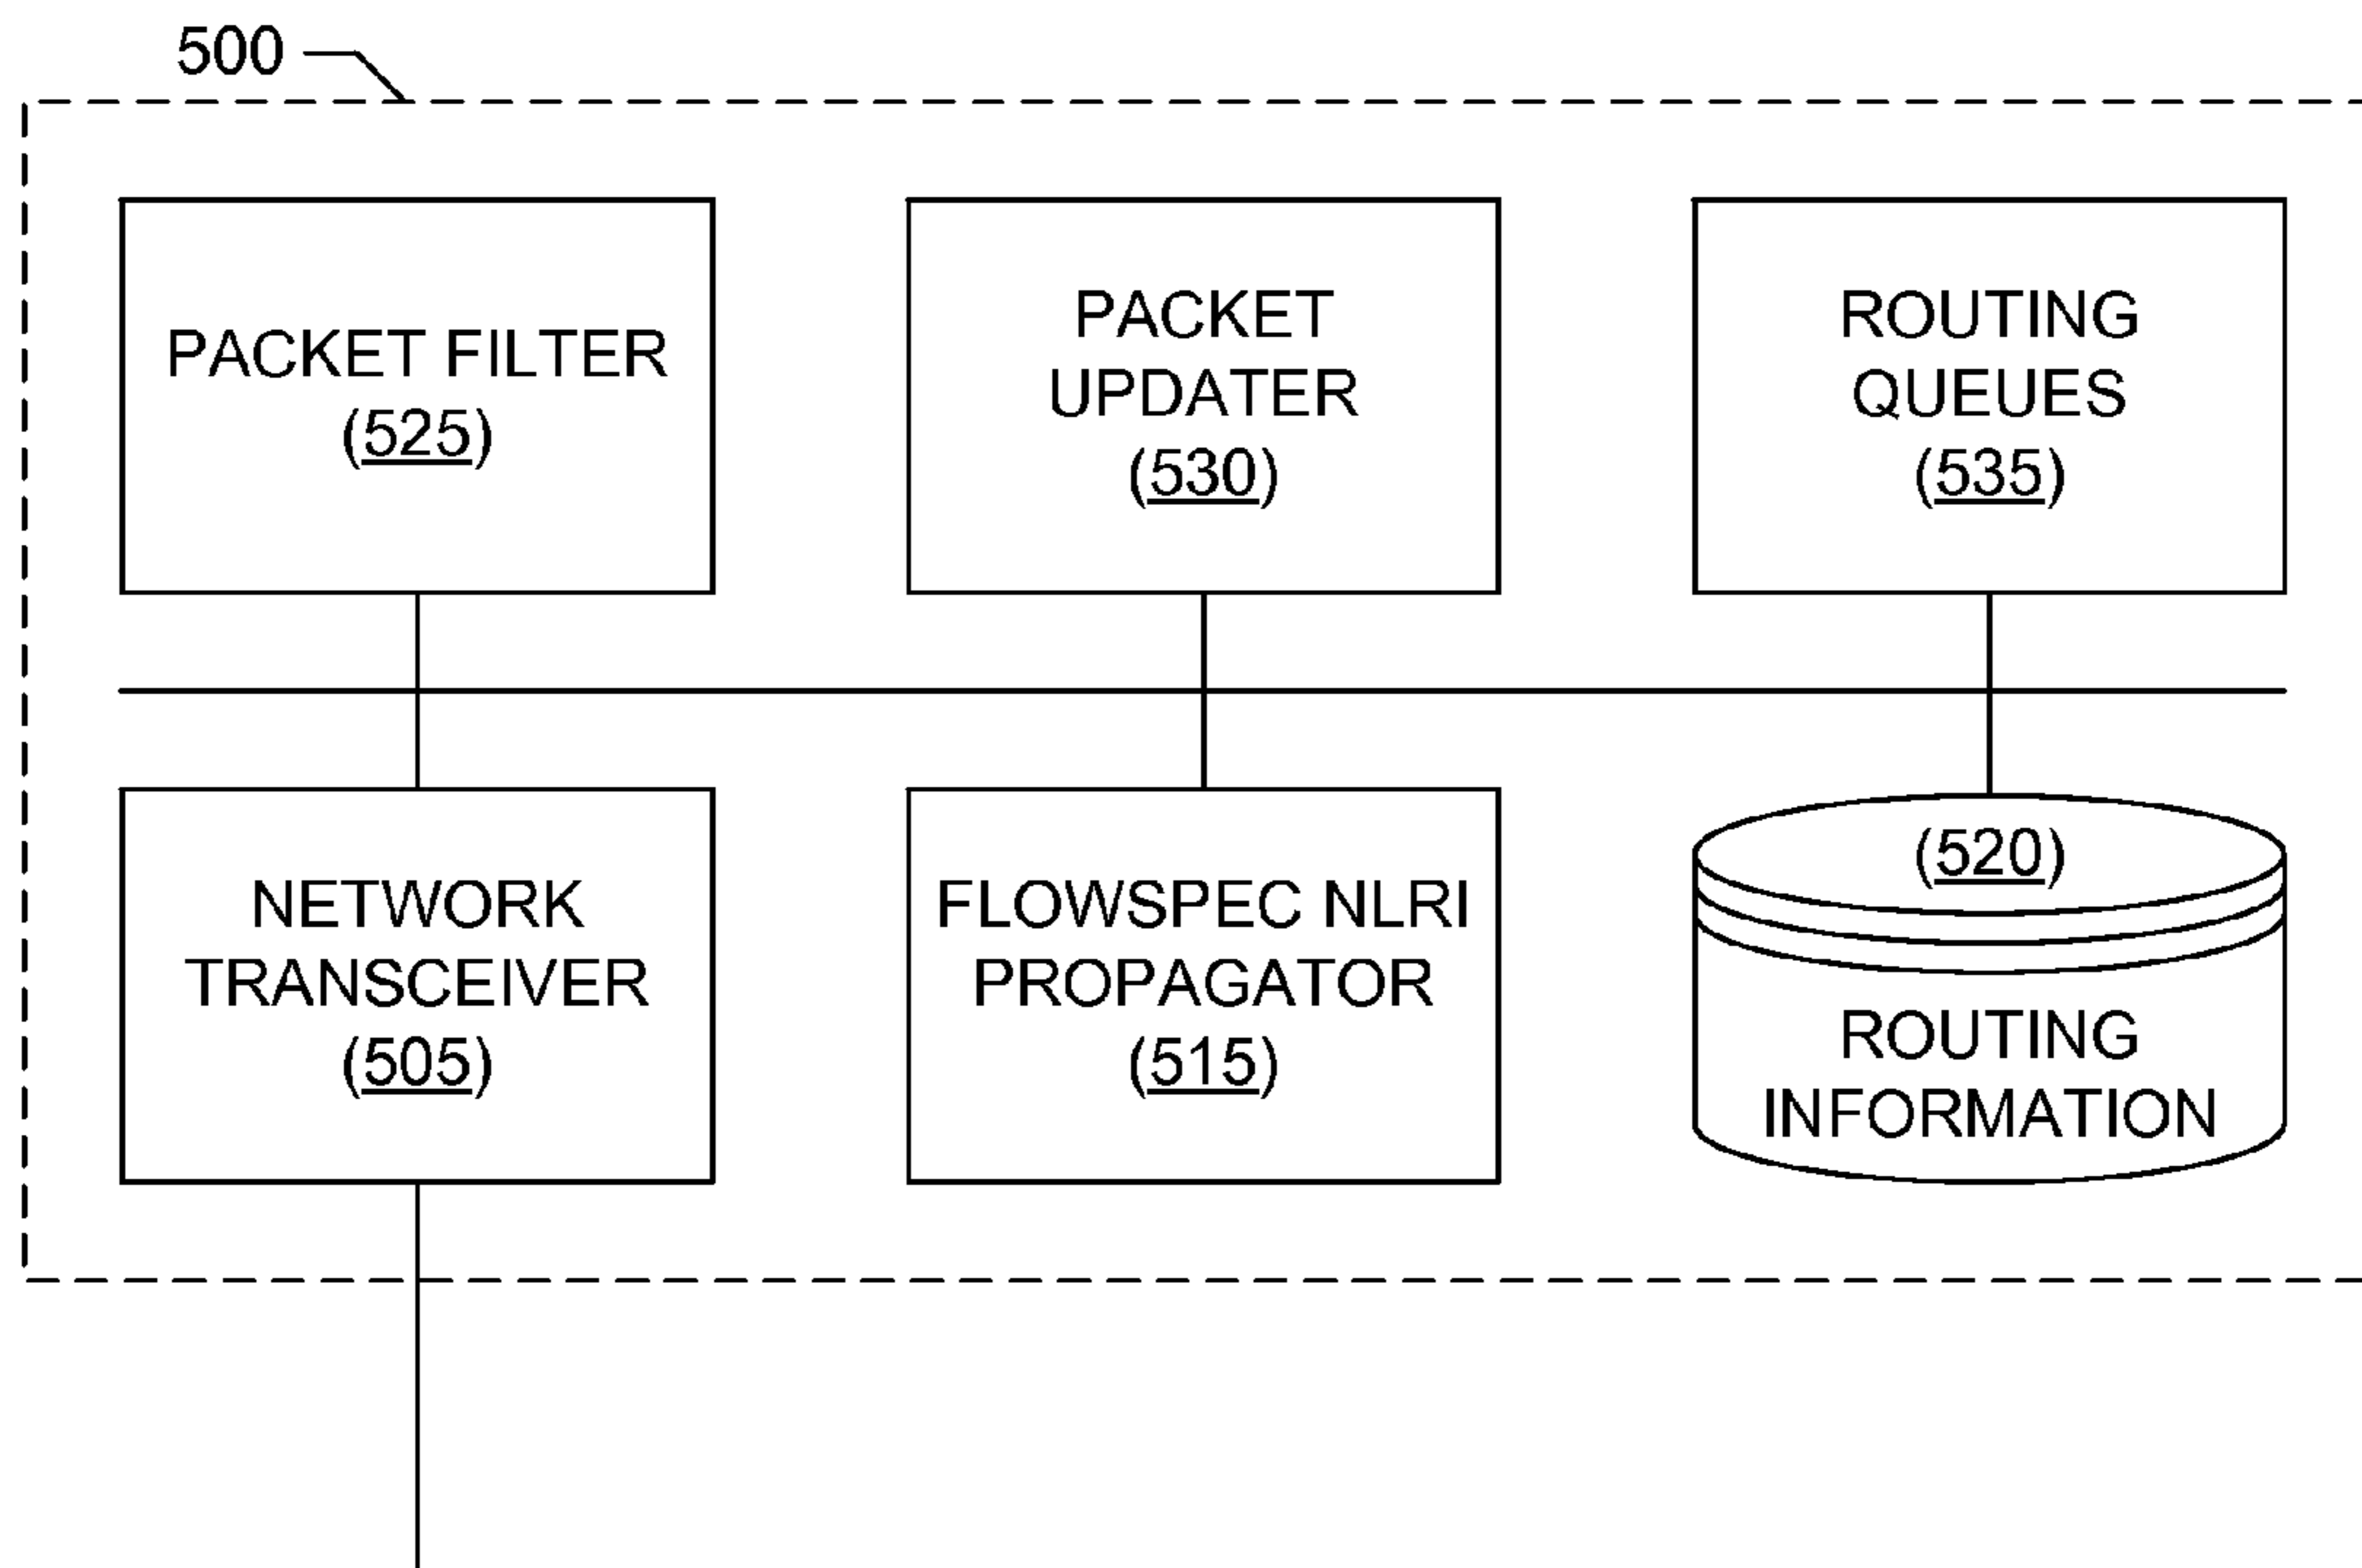 500
PACKET FILTER
(525)
PACKET
UPDATER
(530)
ROUTING
QUEUES
(535)
NETWORK
TRANSCEIVER
(505)
FLOWSPEC NLRI
PROPAGATOR
(515)
(520)
ROUTING
INFORMATION